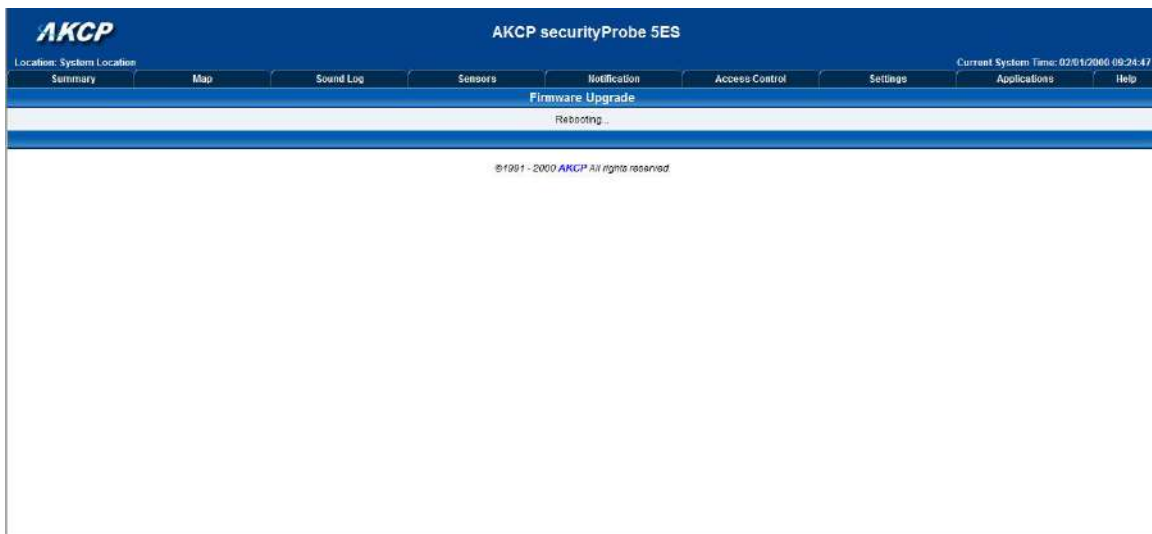 AKCP
AKCP securityProbe 5ES
Location: System Location
Current System Time: 02/01/2000 09:24:47
Summary Map Sound Log Sensors Notification Access Control Settings Applications Help
Firmware Upgrade
Rebooting...
©1991 - 2000 AKCP All rights reserved.